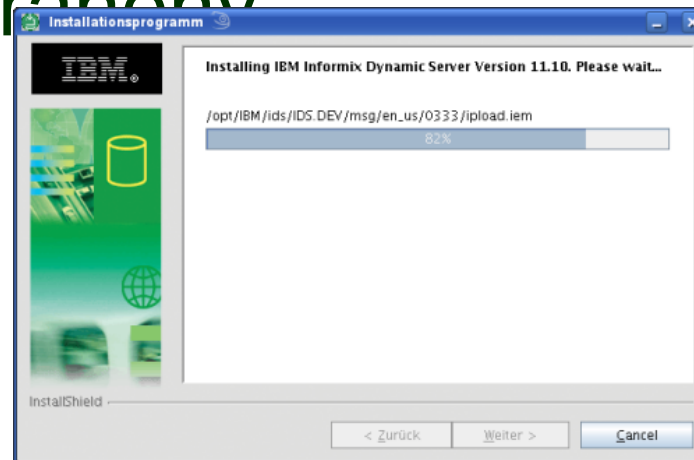 Installationsprogramm
IBM®
Installing IBM Informix Dynamic Server Version 11.10. Please wait...
/opt/IBM/ids/IDS.DEV/msg/en_us/0333/ipload.iem
82%
InstallShield
< Zurück
Weiter >
Cancel